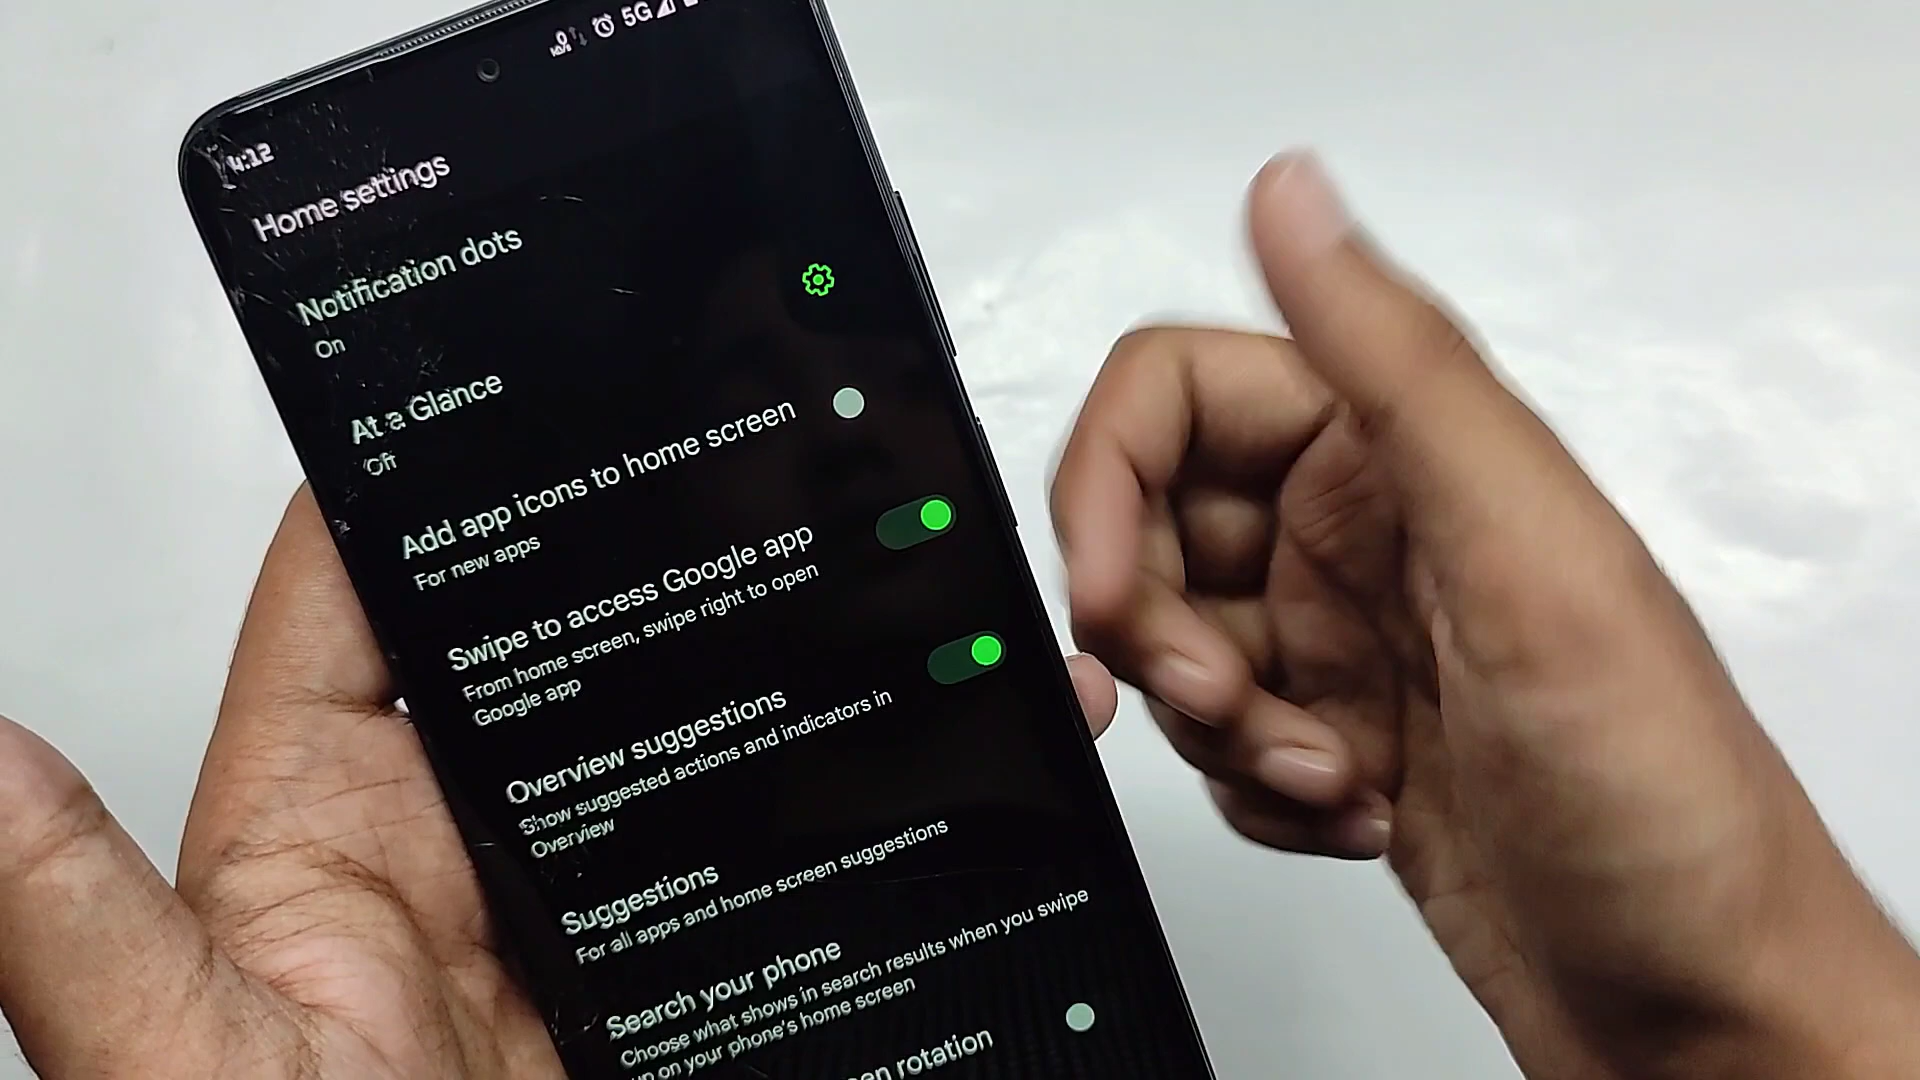 5G
4:12
Home settings
Notification dots
On
At a Glance
Off
Add app icons to home screen
For new apps
Swipe to access Google app
From home screen, swipe right to open
Google app
Overview suggestions
Show suggested actions and indicators in
Overview
Suggestions
For all apps and home screen suggestions
Search your phone
Choose what shows in search results when you swipe
up on your phone's home screen
rotation